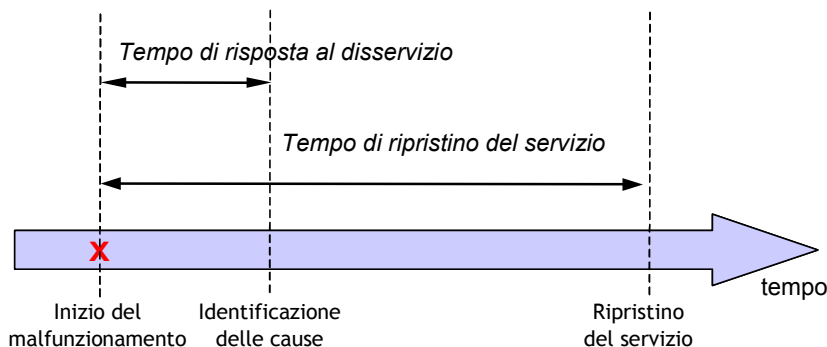 Tempo di risposta al disservizio
Tempo di ripristino del servizio
X
tempo
Inizio del
malfunzionamento
Identificazione
delle cause
Ripristino
del servizio